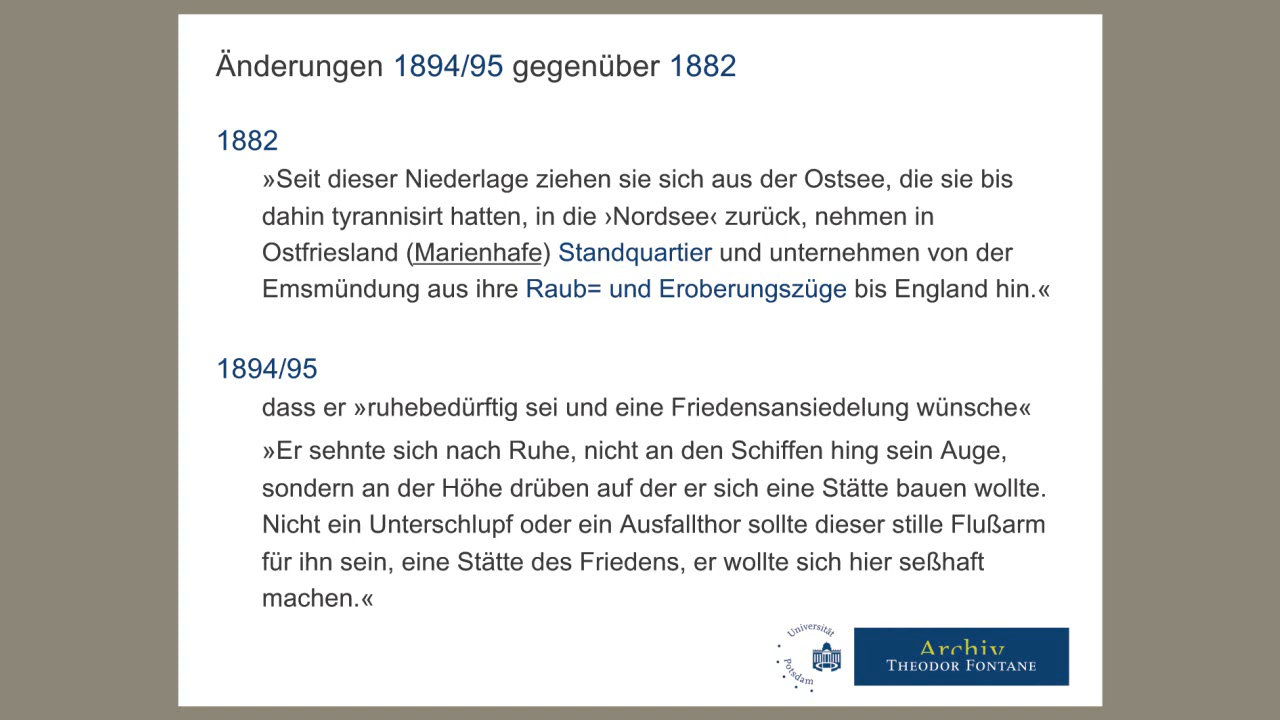 Änderungen 1894/95 gegenüber 1882
1882
»Seit dieser Niederlage ziehen sie sich aus der Ostsee, die sie bis
dahin tyrannisirt hatten, in die ›Nordsee‹ zurück, nehmen in
Ostfriesland (Marienhafe) Standquartier und unternehmen von der
Emsmündung aus ihre Raub= und Eroberungszüge bis England hin.«
1894/95
dass er »ruhebedürftig sei und eine Friedensansiedelung wünsche«
»Er sehnte sich nach Ruhe, nicht an den Schiffen hing sein Auge,
sondern an der Höhe drüben auf der er sich eine Stätte bauen wollte.
Nicht ein Unterschlupf oder ein Ausfallthor sollte dieser stille Flußarm
für ihn sein, eine Stätte des Friedens, er wollte sich hier seßhaft
machen.«
Universität
Potsdam
Archiv
THEODOR FONTANE